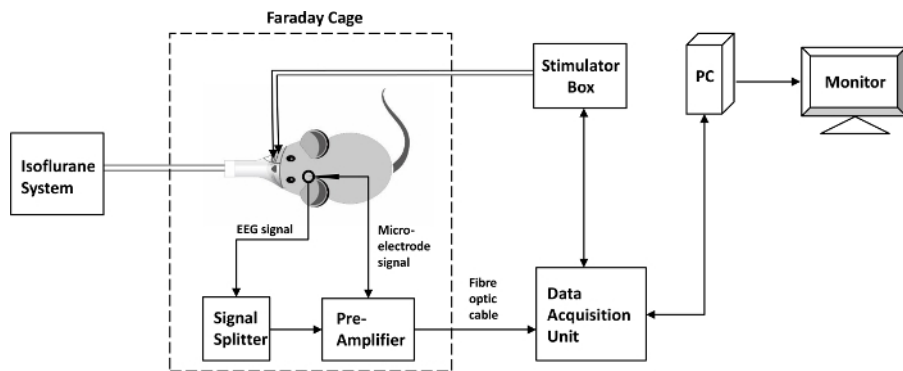 Faraday Cage
Isoflurane
System
Stimulator
Box
PC
Monitor
EEG signal
Micro-
electrode
signal
Signal
Splitter
Pre-
Amplifier
Fibre
optic
cable
Data
Acquisition
Unit